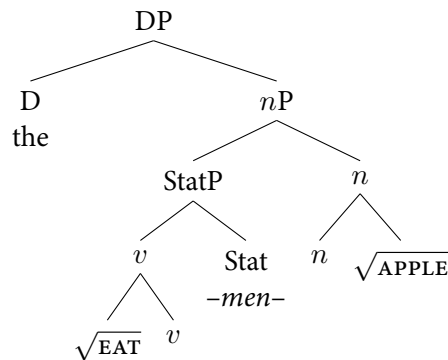 DP
D nP
the
StatP n
v Stat n √APPLE
–men–
√EAT v